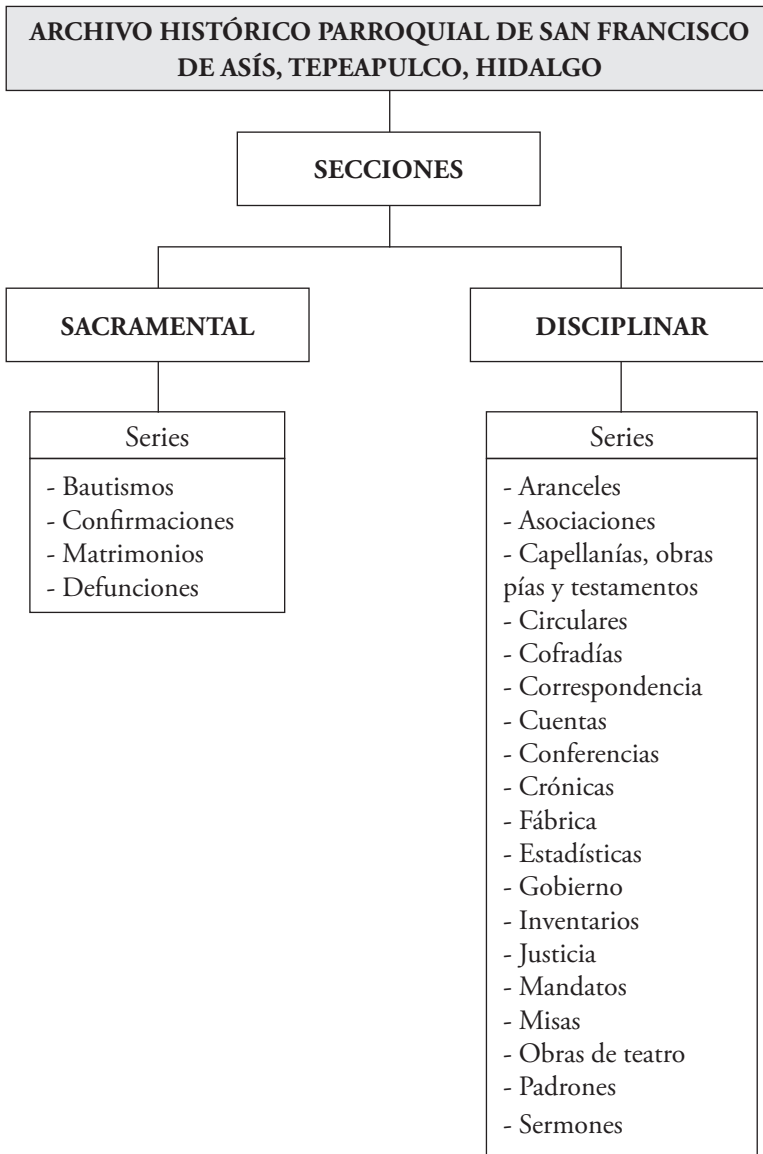 ARCHIVO HISTÓRICO PARROQUIAL DE SAN FRANCISCO
DE ASÍS, TEPEAPULCO, HIDALGO
SECCIONES
SACRAMENTAL
Series
- Bautismos
- Confirmaciones
- Matrimonios
- Defunciones
DISCIPLINAR
Series
- Aranceles
- Asociaciones
- Capellanías, obras
pías y testamentos
- Circulares
- Cofradías
- Correspondencia
- Cuentas
- Conferencias
- Crónicas
- Fábrica
- Estadísticas
- Gobierno
- Inventarios
- Justicia
- Mandatos
- Misas
- Obras de teatro
- Padrones
- Sermones